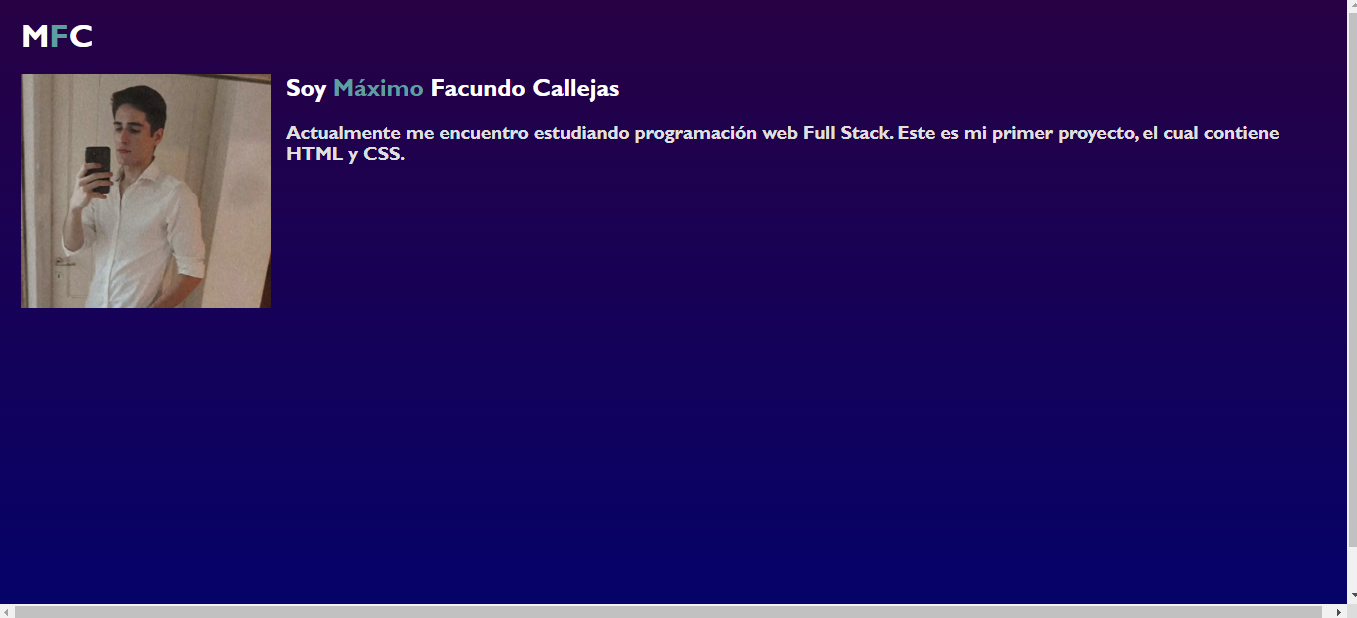 MFC
Soy Máximo Facundo Callejas
Actualmente me encuentro estudiando programación web Full Stack. Este es mi primer proyecto, el cual contiene
HTML y CSS.